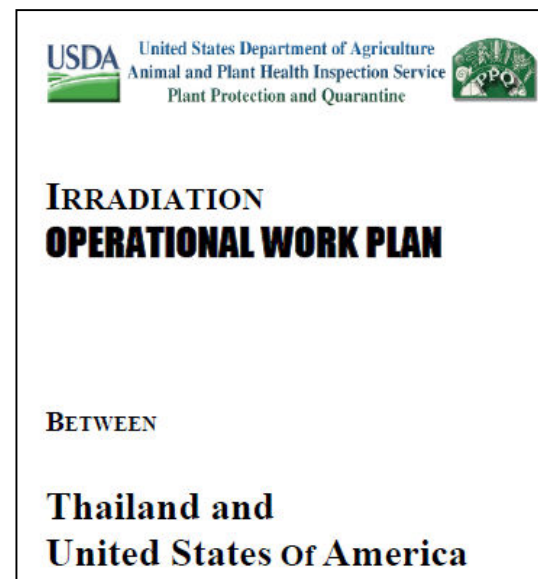 USDA
United States Department of Agriculture
Animal and Plant Health Inspection Service
Plant Protection and Quarantine
PPQ
IRRADIATION
OPERATIONAL WORK PLAN
BETWEEN
Thailand and
United States Of America